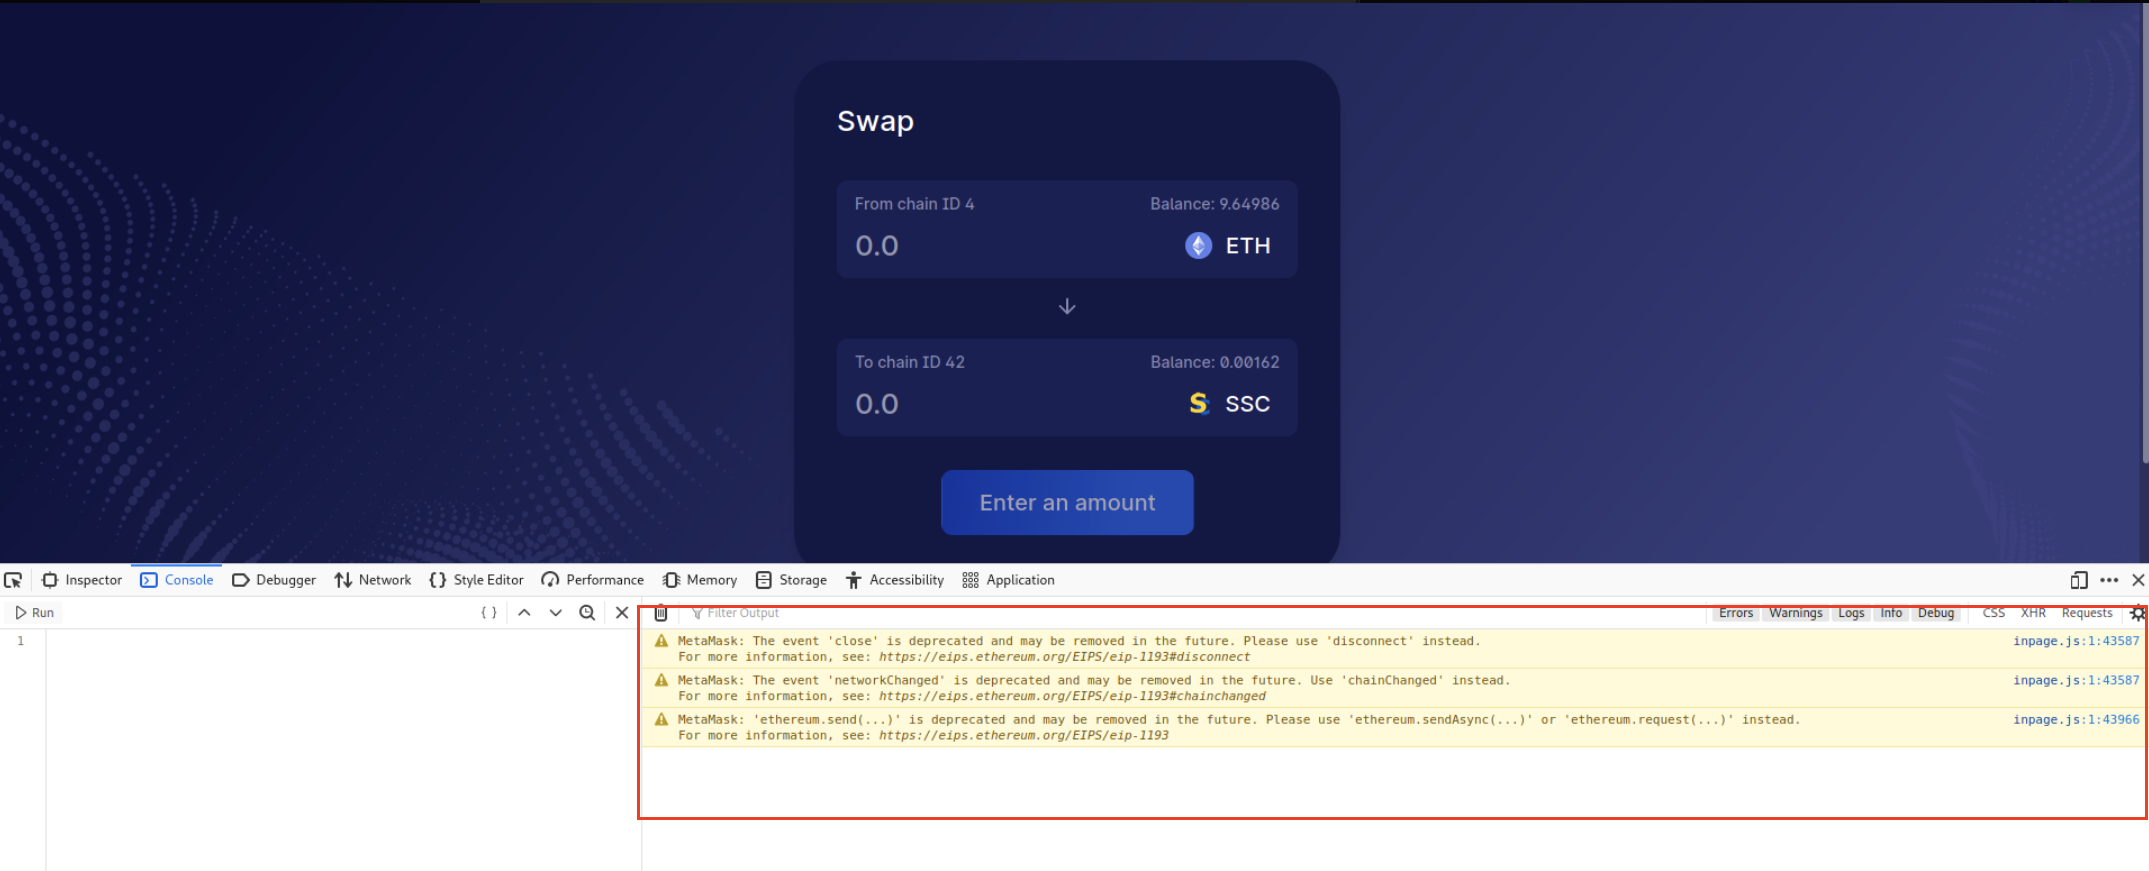 Swap
From chain ID 4
Balance: 9.64986
0.0
ETH
To chain ID 42
Balance: 0.00162
0.0
SSC
Enter an amount
Inspector
Console
Debugger
Network
Style Editor
Performance
Memory
Storage
Accessibility
Application
Run
Filter Output
Errors
Warnings
Logs
Info
Debug
CSS
XHR
Requests
1
MetaMask: The event 'close' is deprecated and may be removed in the future. Please use 'disconnect' instead.
For more information, see: https://eips.ethereum.org/EIPS/eip-1193#disconnect
inpage.js:1:43587
MetaMask: The event 'networkChanged' is deprecated and may be removed in the future. Use 'chainChanged' instead.
For more information, see: https://eips.ethereum.org/EIPS/eip-1193#chainchanged
inpage.js:1:43587
MetaMask: 'ethereum.send(...)' is deprecated and may be removed in the future. Please use 'ethereum.sendAsync(...)' or 'ethereum.request(...)' instead.
For more information, see: https://eips.ethereum.org/EIPS/eip-1193
inpage.js:1:43966